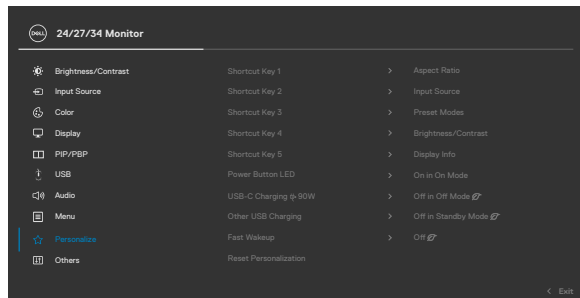 DELL 24/27/34 Monitor
Brightness/Contrast Shortcut Key 1 > Aspect Ratio
Input Source Shortcut Key 2 > Input Source
Color Shortcut Key 3 > Preset Modes
Display Shortcut Key 4 > Brightness/Contrast
PIP/PBP Shortcut Key 5 > Display Info
USB Power Button LED > On in On Mode
Audio USB-C Charging 90W > Off in Off Mode
Menu Other USB Charging > Off in Standby Mode
Personalize Fast Wakeup > Off
Others Reset Personalization
< Exit